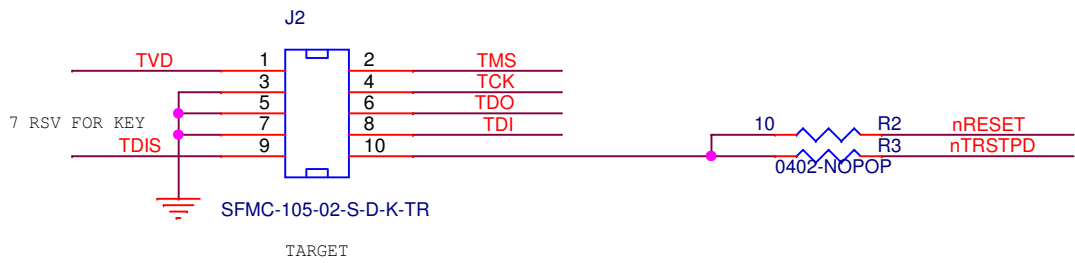 J2
TVD 1 2 TMS
3 4 TCK
5 6 TDO
7 RSV FOR KEY 7 8 TDI 10 R2 nRESET
TDIS 9 10 R3 nTRSTPD
0402-NOPOP
SFMC-105-02-S-D-K-TR
TARGET